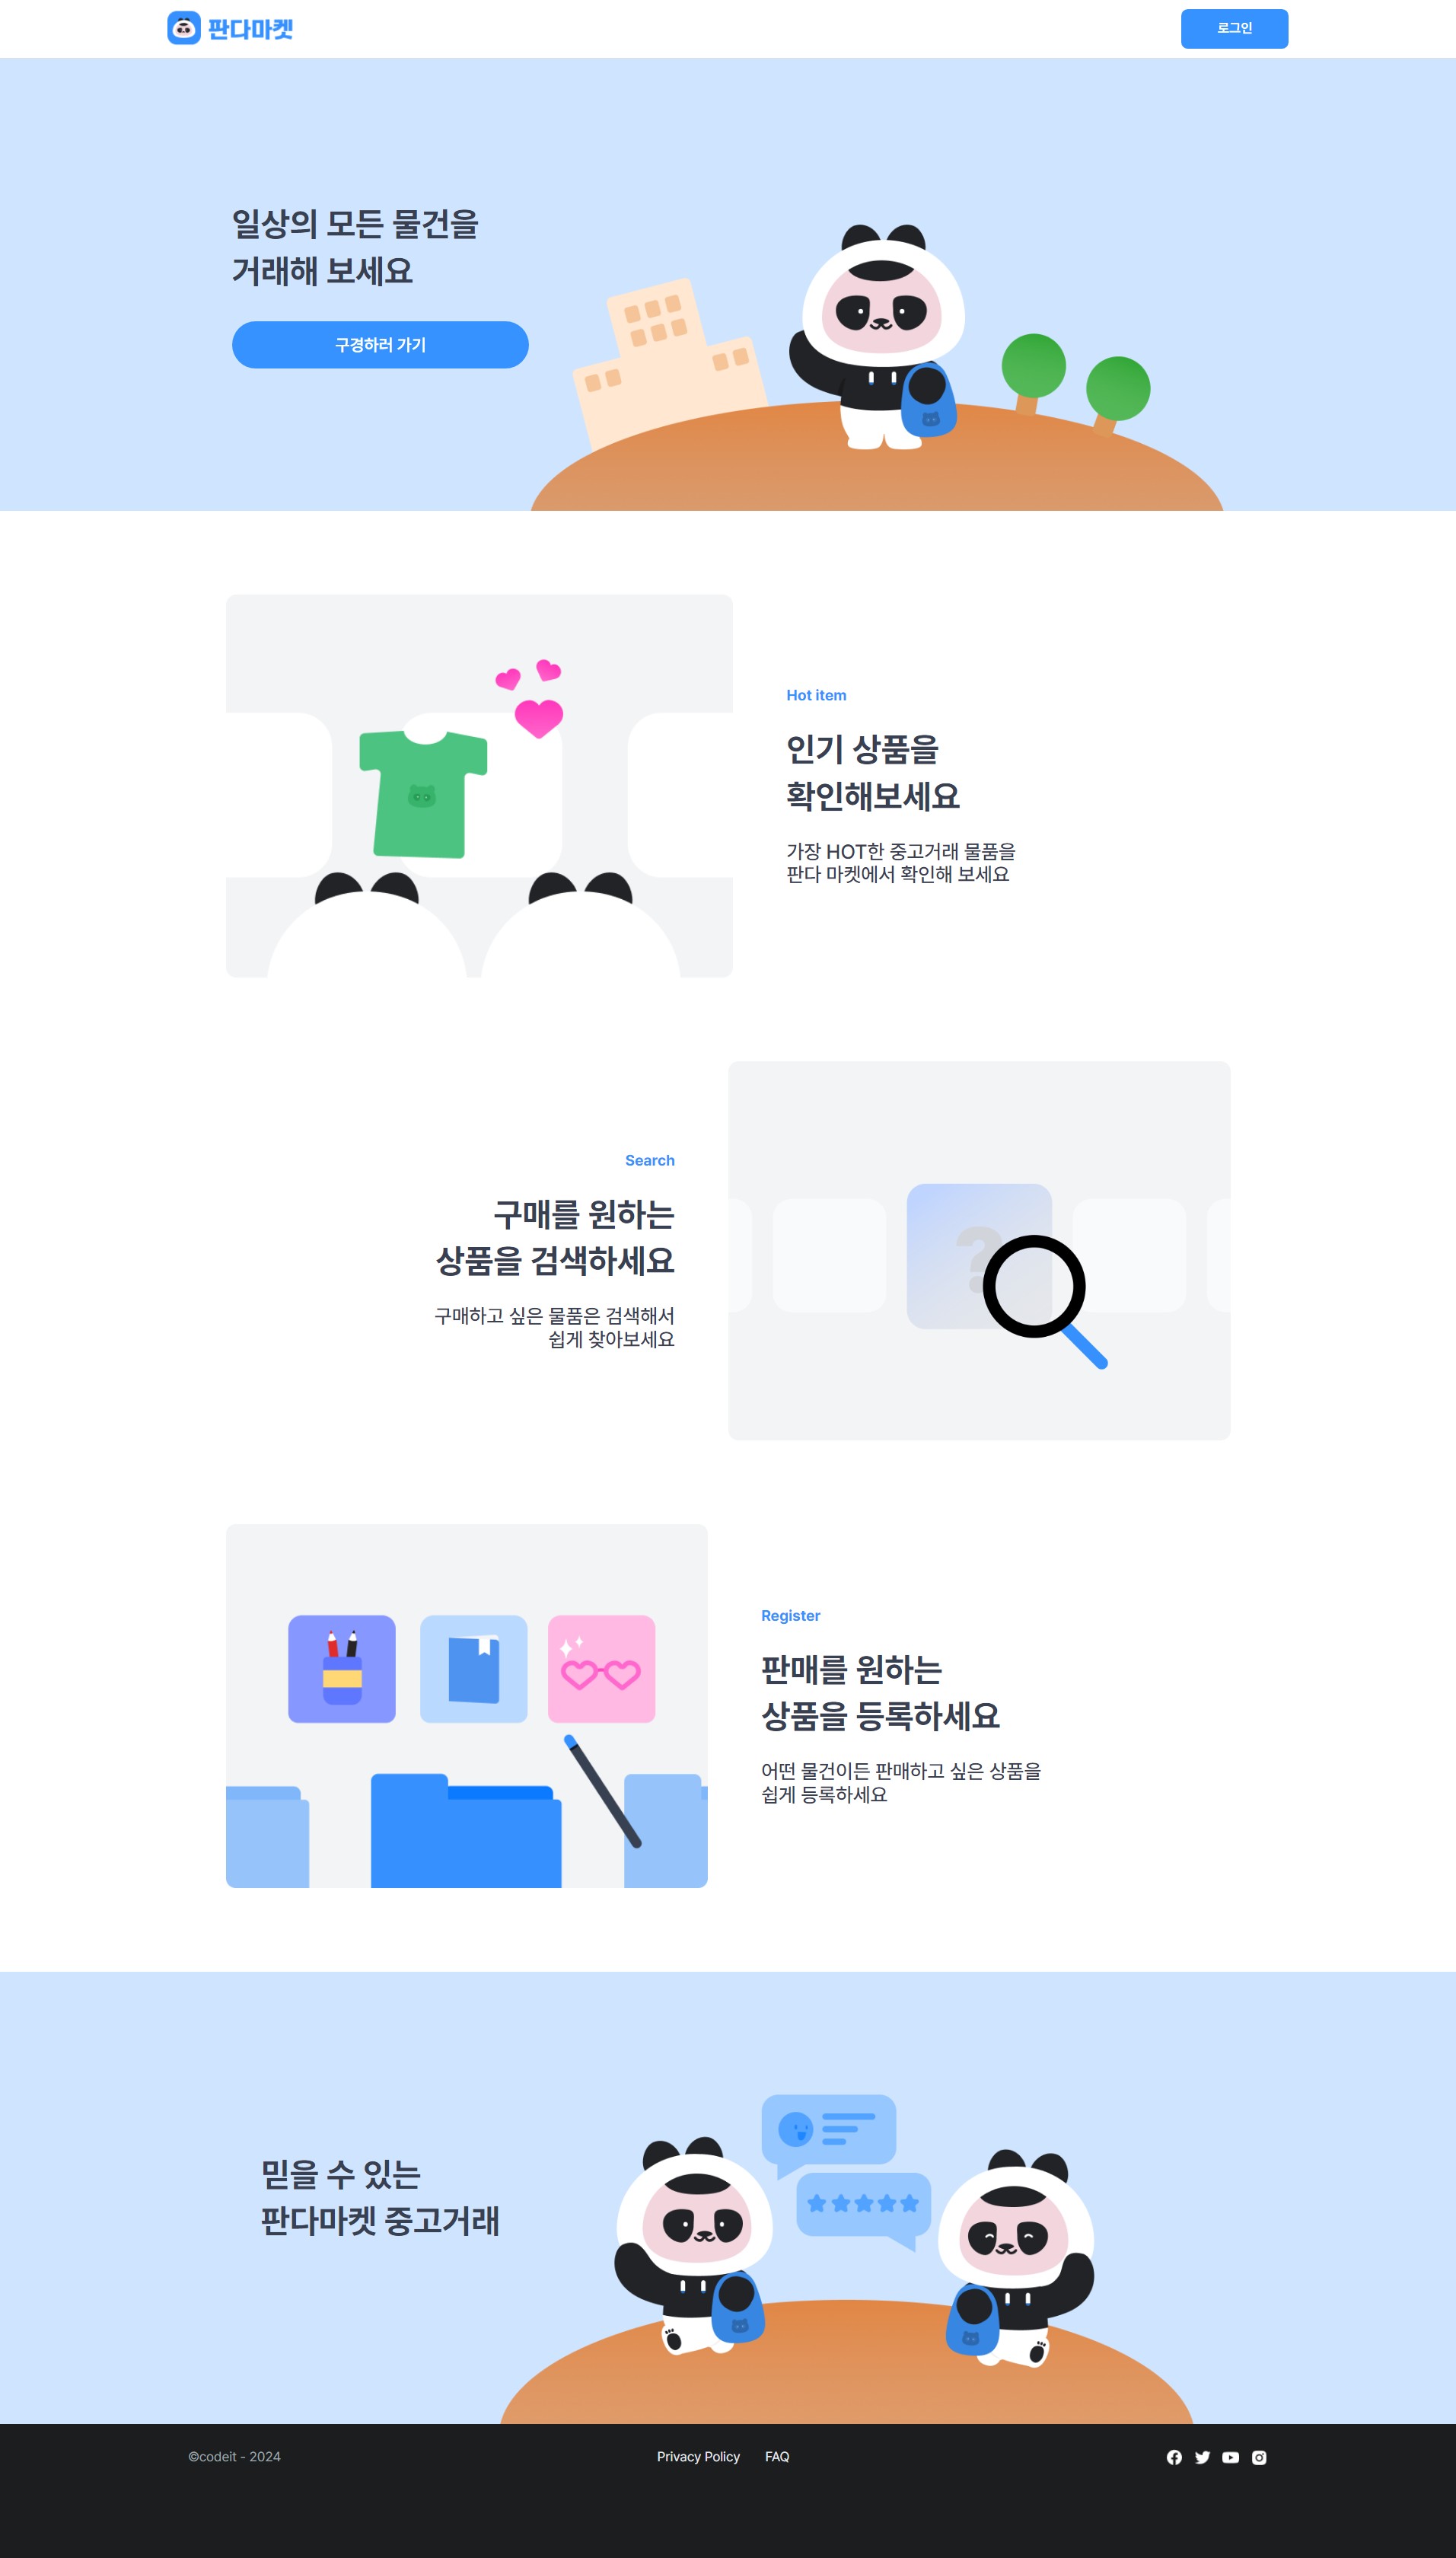 판다마켓
로그인
일상의 모든 물건을
거래해 보세요
구경하러 가기
Hot item
인기 상품을
확인해보세요
가장 HOT한 중고거래 물품을
판다 마켓에서 확인해 보세요
Search
구매를 원하는
상품을 검색하세요
구매하고 싶은 물품은 검색해서
쉽게 찾아보세요
?
Register
판매를 원하는
상품을 등록하세요
어떤 물건이든 판매하고 싶은 상품을
쉽게 등록하세요
믿을 수 있는
판다마켓 중고거래
©codeit - 2024
Privacy Policy
FAQ